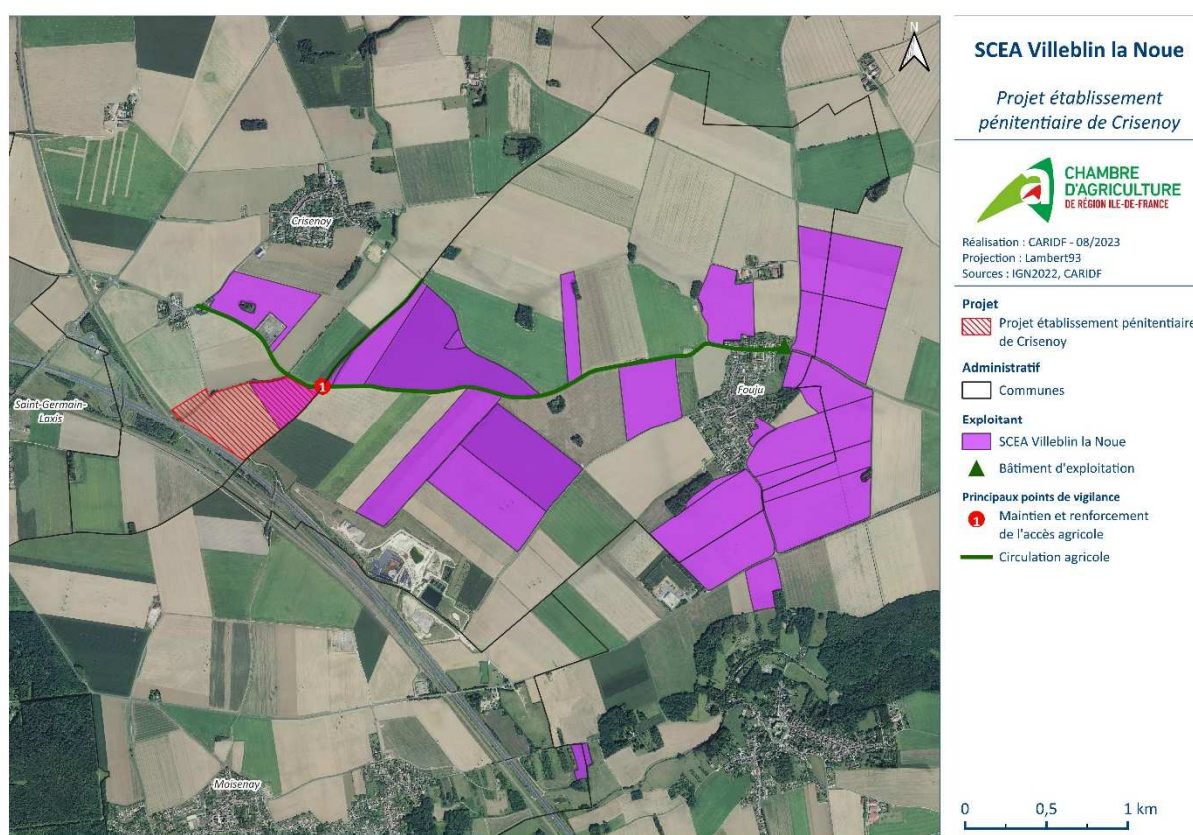 N
Crisenoy
Saint-Germain-
Laxis
1
Fouju
Moisenay
SCEA Villeblin la Noue
Projet établissement
pénitentiaire de Crisenoy
CHAMBRE
D'AGRICULTURE
DE RÉGION ILE-DE-FRANCE
Réalisation : CARIDF - 08/2023
Projection : Lambert93
Sources : IGN2022, CARIDF
Projet
Projet établissement pénitentiaire
de Crisenoy
Administratif
Communes
Exploitant
SCEA Villeblin la Noue
Bâtiment d'exploitation
Principaux points de vigilance
1 Maintien et renforcement
de l'accès agricole
Circulation agricole
0 0,5 1 km